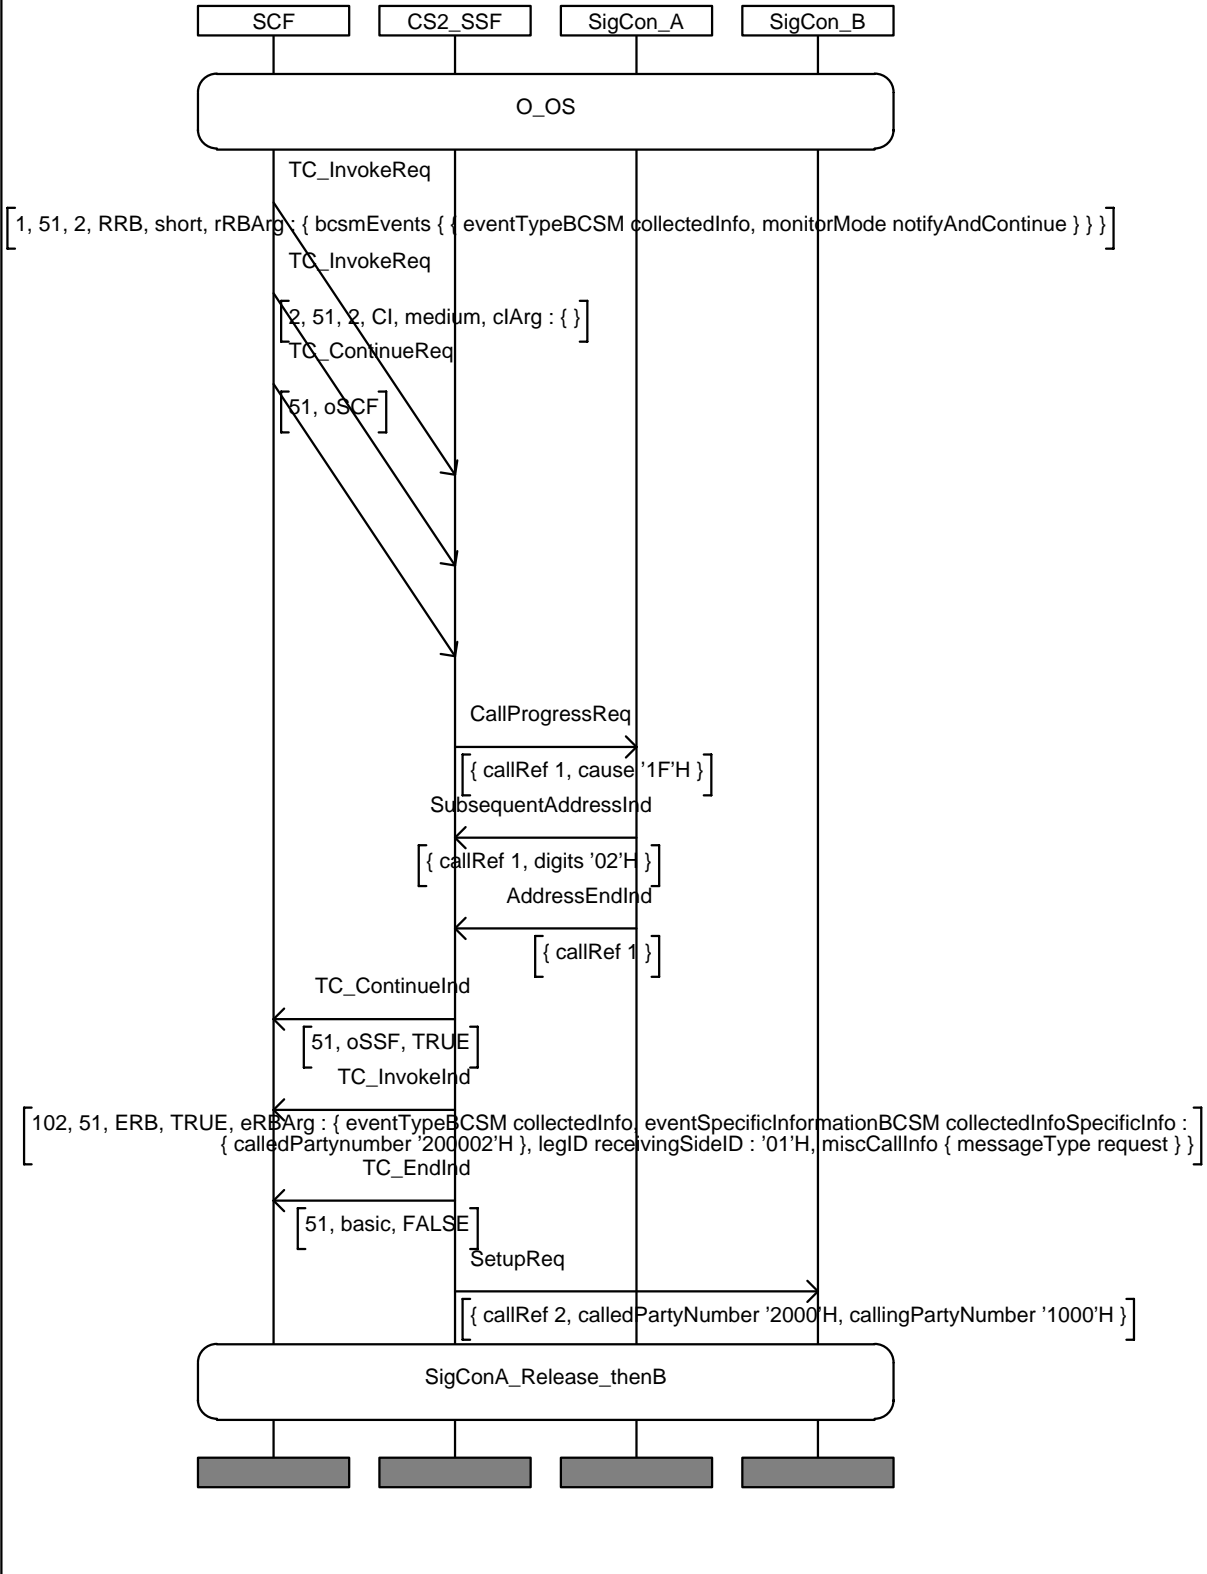 SCF
CS2_SSF
SigCon_A
SigCon_B
O_OS
TC_InvokeReq
1, 51, 2, RRB, short, rRBArg : { bcsmEvents { { eventTypeBCSM collectedInfo, monitorMode notifyAndContinue } } }
TC_InvokeReq
2, 51, 2, CI, medium, cIArg : { }
TC_ContinueReq
51, oSCF
CallProgressReq
{ callRef 1, cause '1F'H }
SubsequentAddressInd
{ callRef 1, digits '02'H }
AddressEndInd
{ callRef 1 }
TC_ContinueInd
51, oSSF, TRUE
TC_InvokeInd
102, 51, ERB, TRUE, eRBArg : { eventTypeBCSM collectedInfo, eventSpecificInformationBCSM collectedInfoSpecificInfo :
{ calledPartynumber '200002'H }, legID receivingSideID : '01'H, miscCallInfo { messageType request } }
TC_EndInd
51, basic, FALSE
SetupReq
{ callRef 2, calledPartyNumber '2000'H, callingPartyNumber '1000'H }
SigConA_Release_thenB